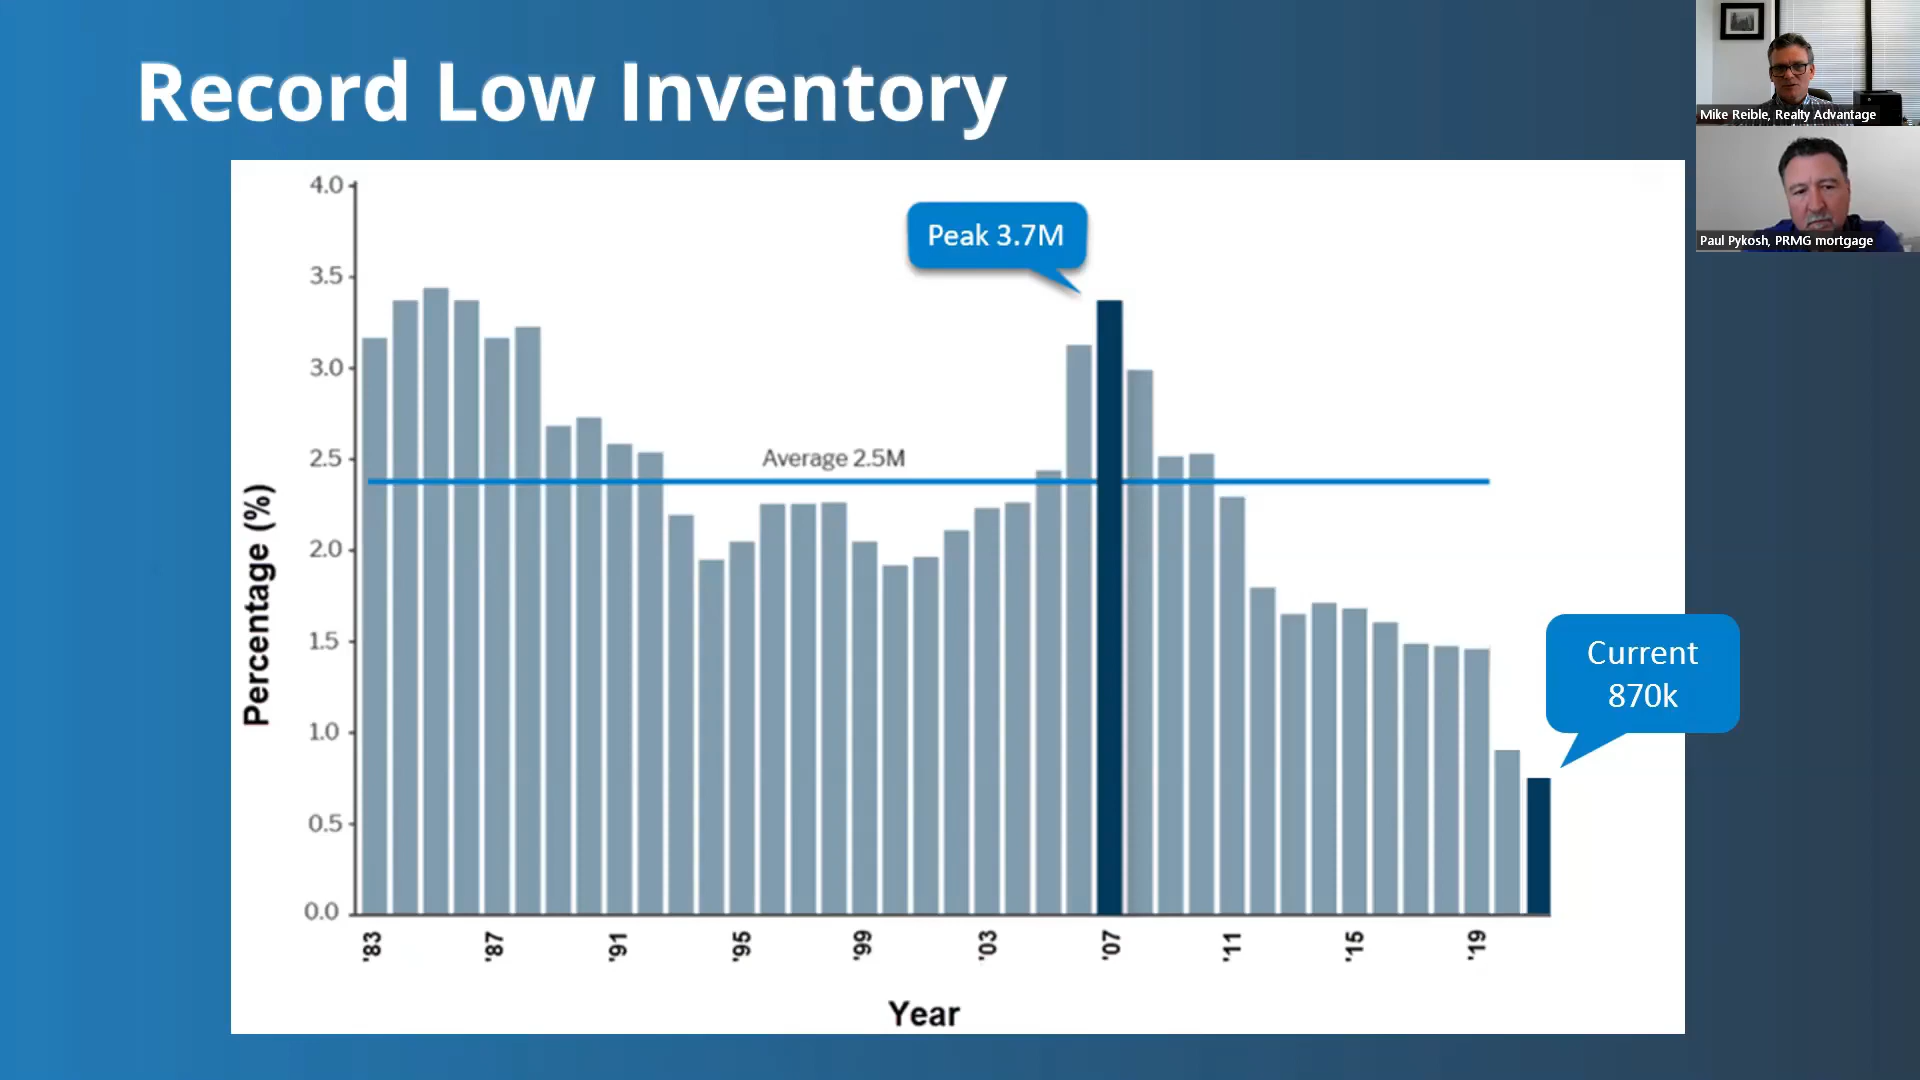 Record Low Inventory
Mike Reible, Realty Advantage
Paul Pykosh, PRMG mortgage
Peak 3.7M
Average 2.5M
Current
870k
Percentage (%)
4.0
3.5
3.0
2.5
2.0
1.5
1.0
0.5
0.0
'83
'87
'91
'95
'99
'03
'07
'11
'15
'19
Year